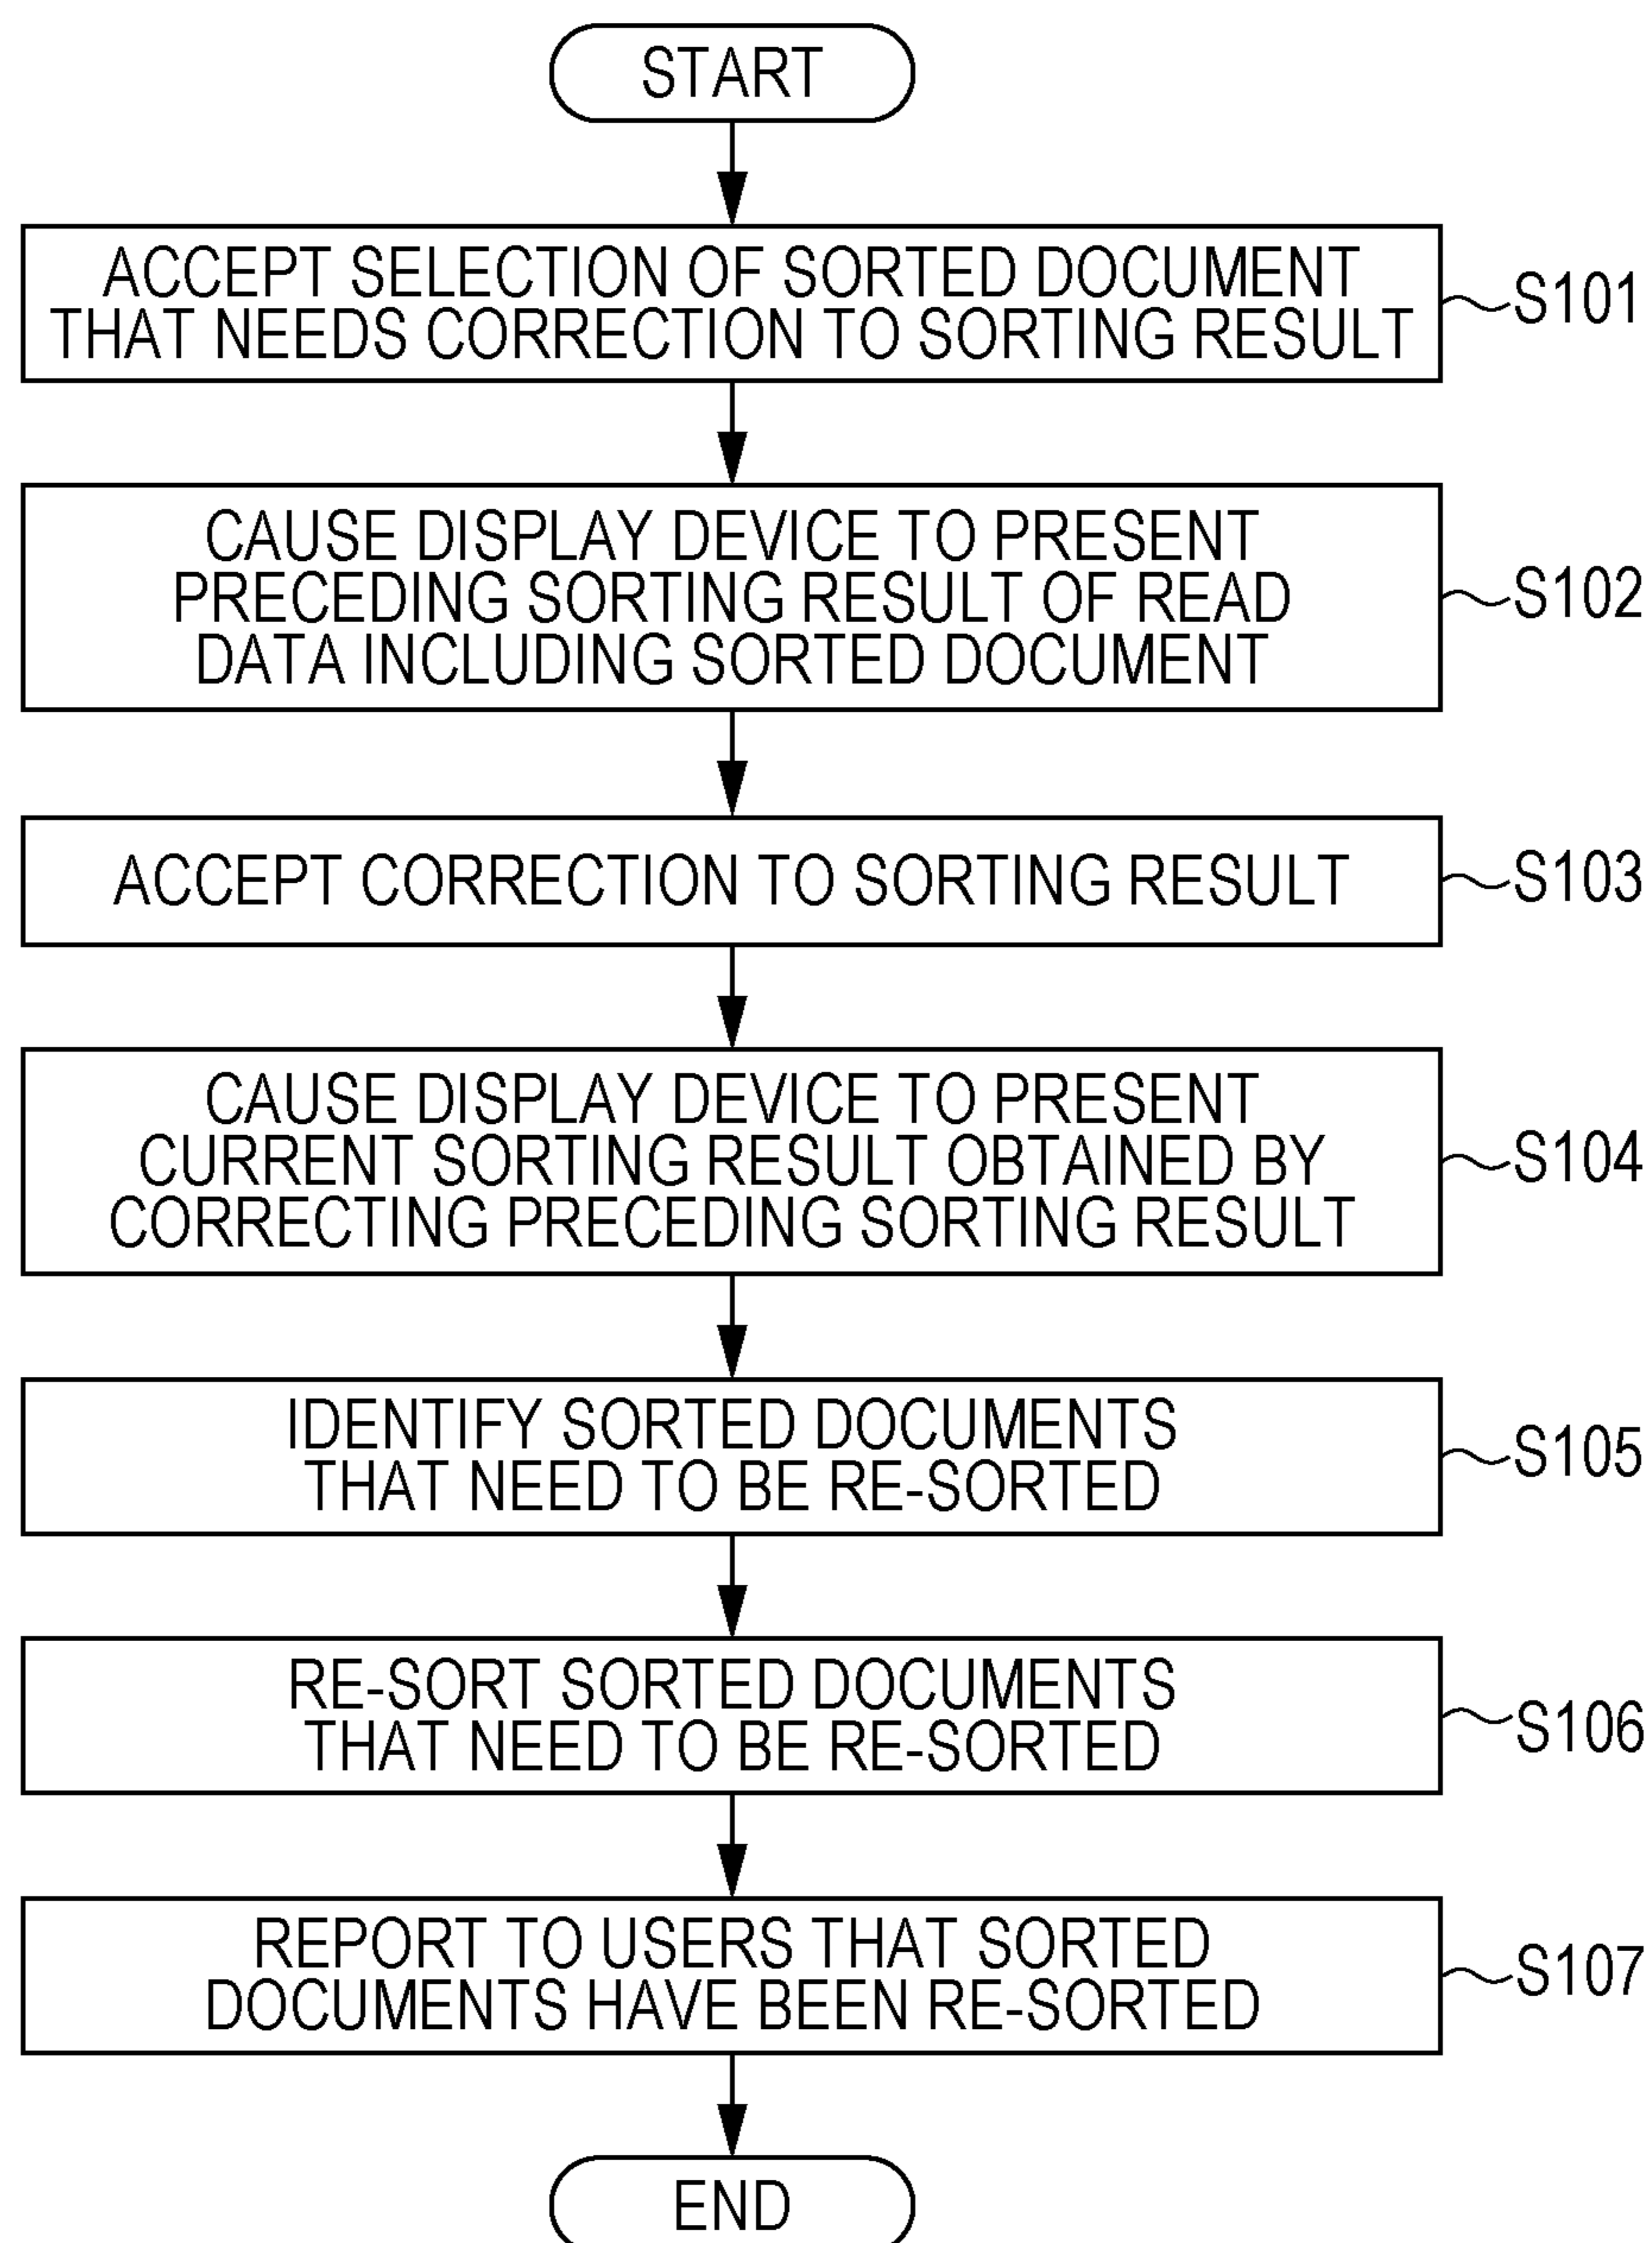 START
ACCEPT SELECTION OF SORTED DOCUMENT
THAT NEEDS CORRECTION TO SORTING RESULT
S101
CAUSE DISPLAY DEVICE TO PRESENT
PRECEDING SORTING RESULT OF READ
DATA INCLUDING SORTED DOCUMENT
S102
ACCEPT CORRECTION TO SORTING RESULT
S103
CAUSE DISPLAY DEVICE TO PRESENT
CURRENT SORTING RESULT OBTAINED BY
CORRECTING PRECEDING SORTING RESULT
S104
IDENTIFY SORTED DOCUMENTS
THAT NEED TO BE RE-SORTED
S105
RE-SORT SORTED DOCUMENTS
THAT NEED TO BE RE-SORTED
S106
REPORT TO USERS THAT SORTED
DOCUMENTS HAVE BEEN RE-SORTED
S107
END